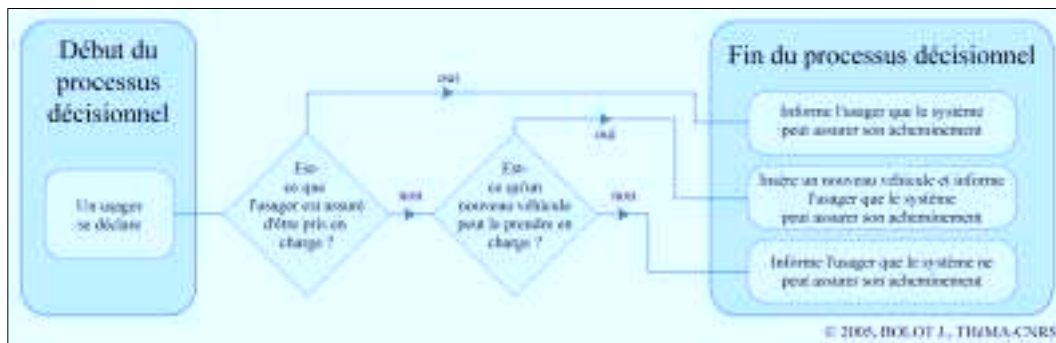 Début du
processus
décisionnel
Un usager
se déclare
oui
Est-
ce que
l'usager est assuré
d'être pris en
charge ?
non
Est-
ce qu'un
nouveau véhicule
peut le prendre en
charge ?
oui
non
Fin du processus décisionnel
Informe l'usager que le système
peut assurer son acheminement
Insère un nouveau véhicule et informe
l'usager que le système
peut assurer son acheminement
Informe l'usager que le système ne
peut assurer son acheminement
© 2005, BOLOT J., THéMA-CNRS